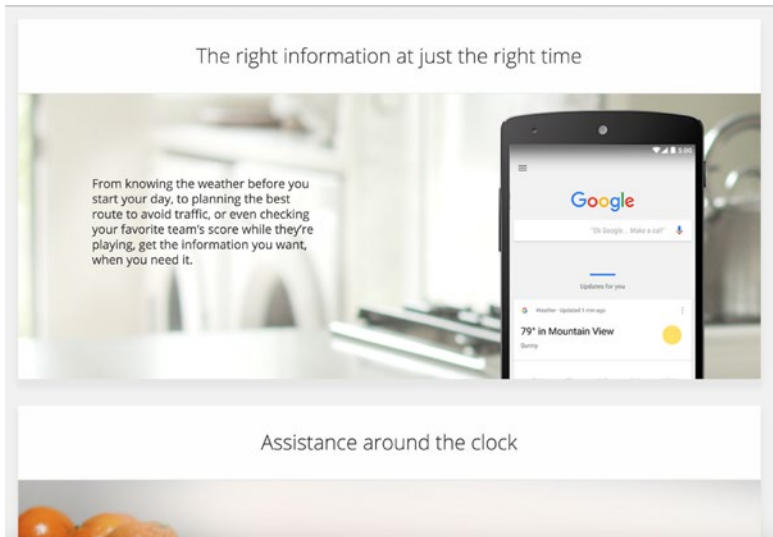 The right information at just the right time
From knowing the weather before you
start your day, to planning the best
route to avoid traffic, or even checking
your favorite team's score while they're
playing, get the information you want,
when you need it.
5:00
Google
"Ok Google... Make a call"
Updates for you
G Weather · Updated 1 min ago
79° in Mountain View
Sunny
Assistance around the clock